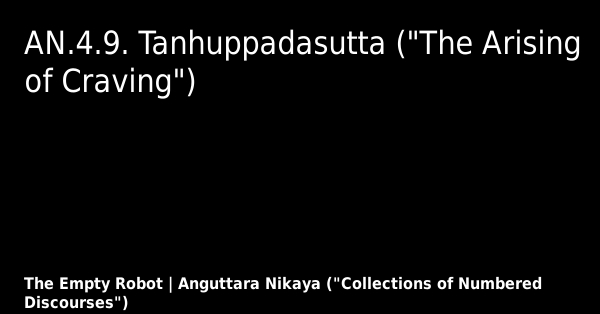 AN.4.9. Tanhuppadasutta ("The Arising
of Craving")
The Empty Robot | Anguttara Nikaya ("Collections of Numbered
Discourses")